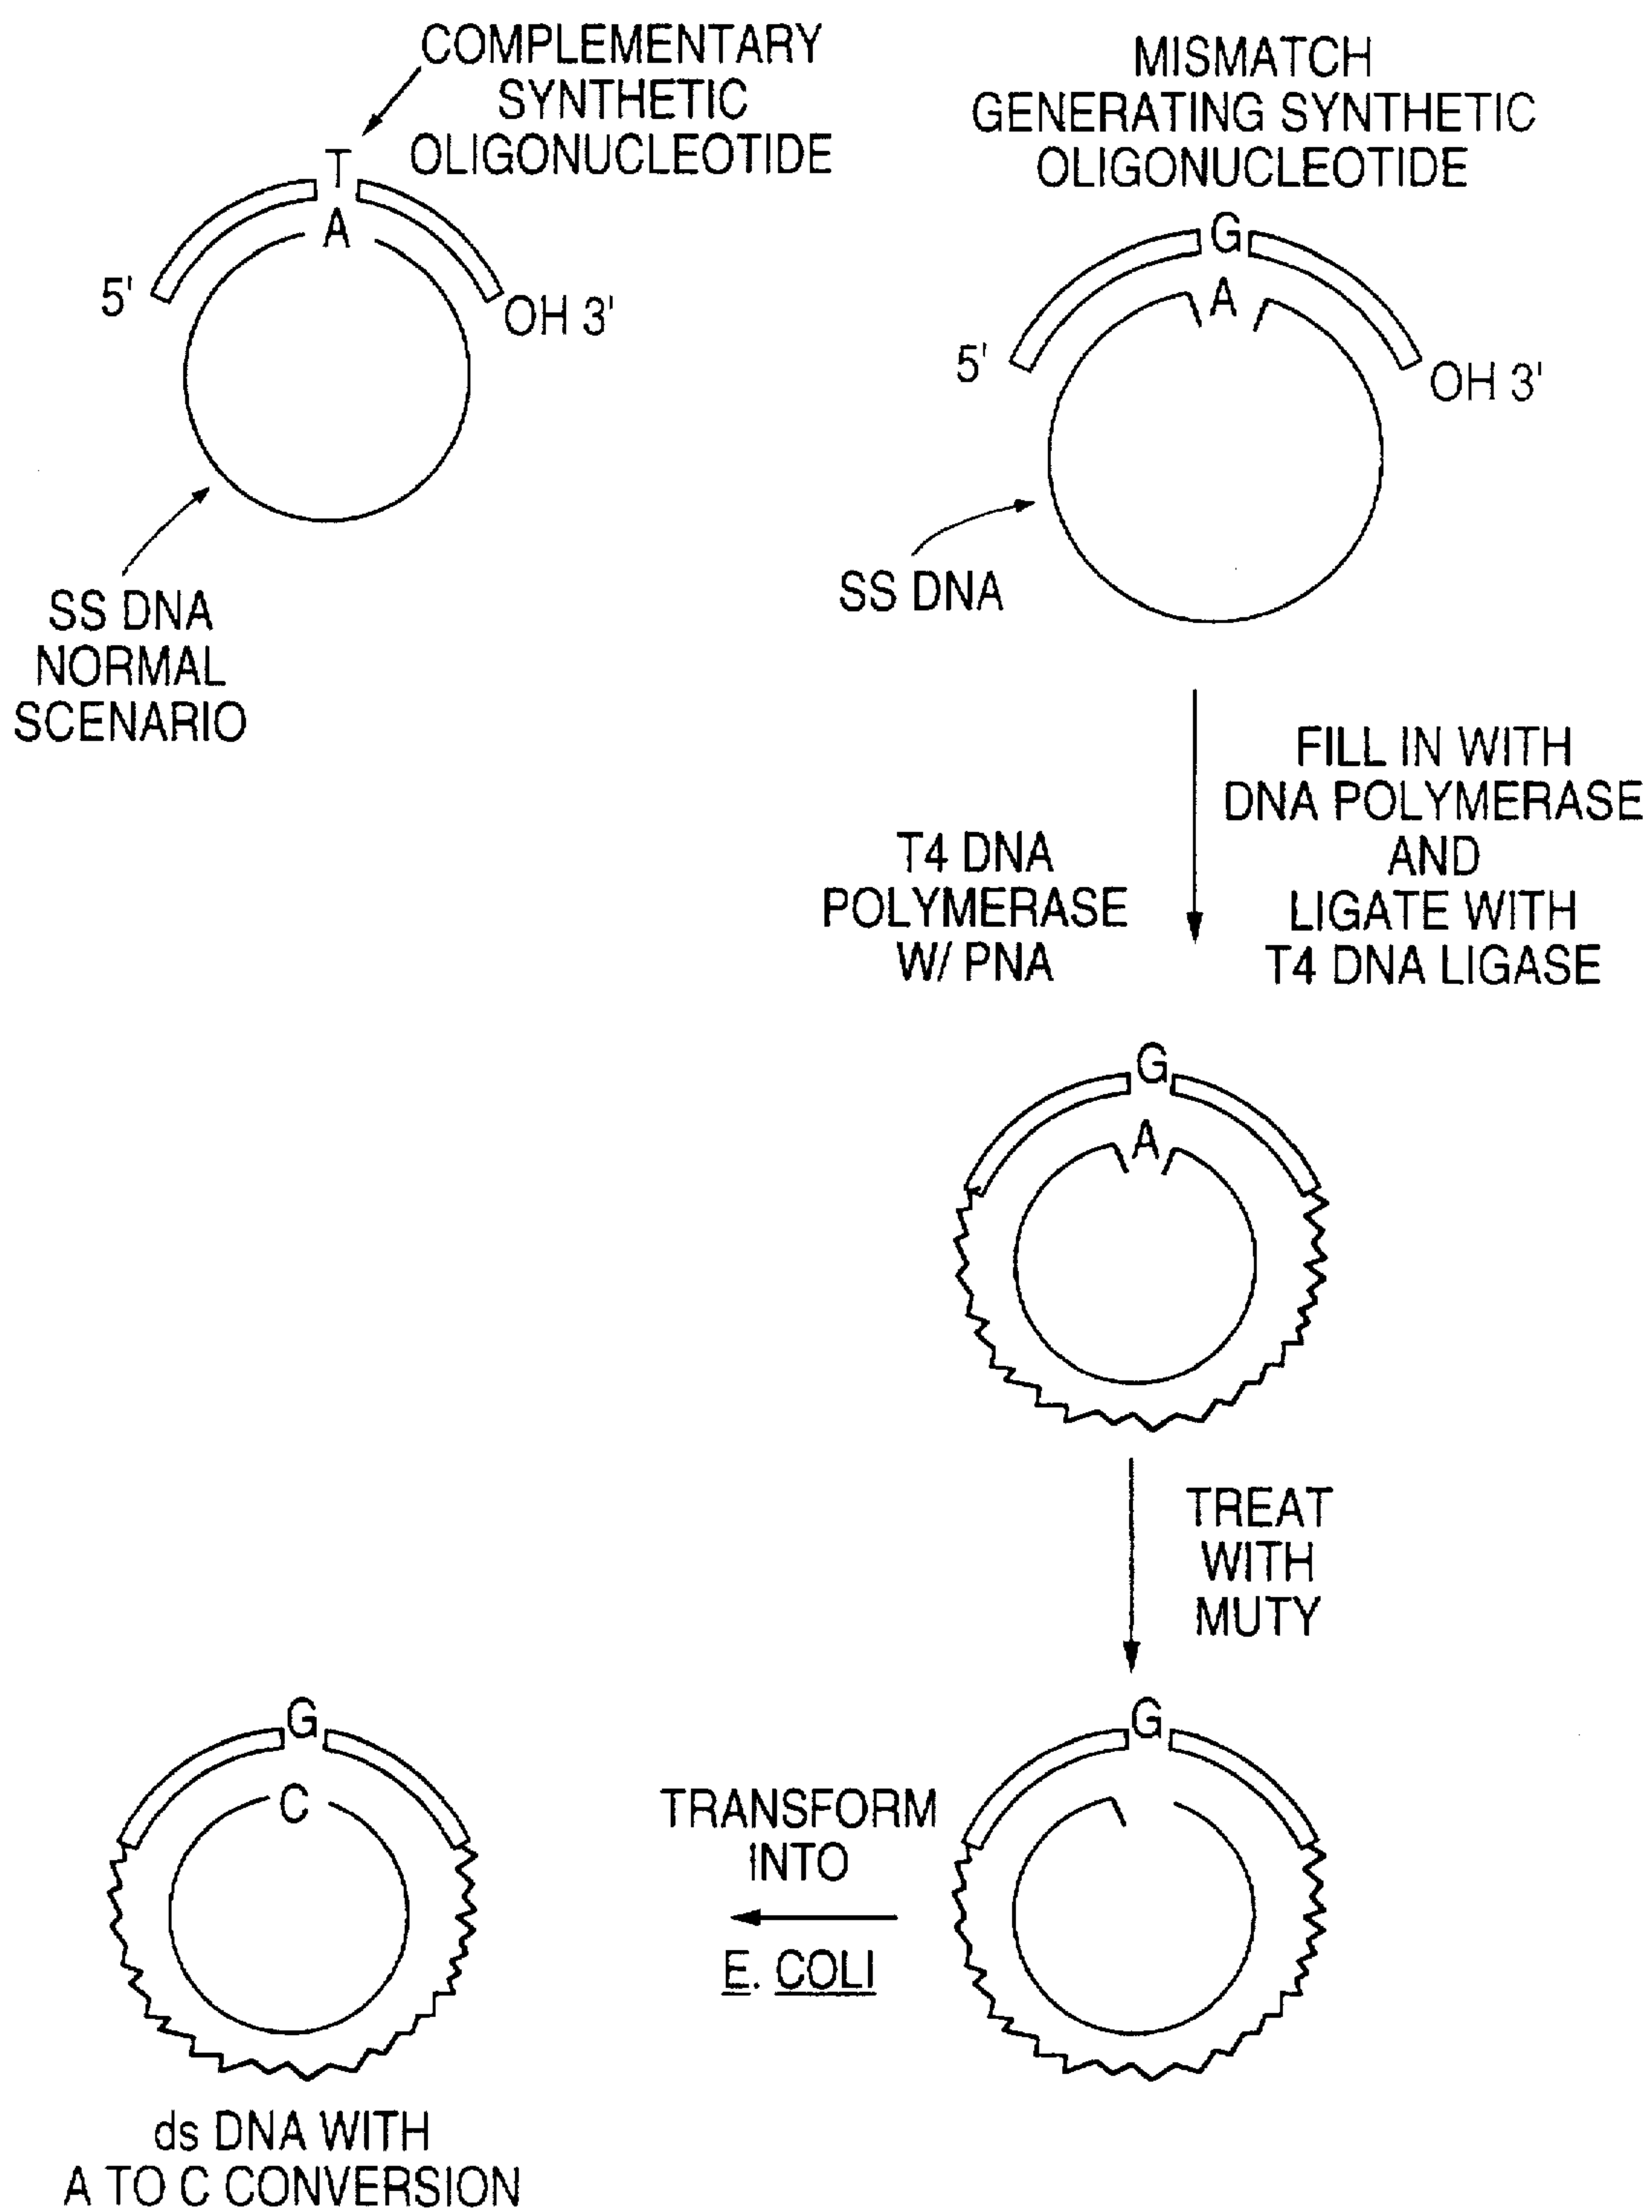 COMPLEMENTARY
SYNTHETIC
OLIGONUCLEOTIDE
T
A
5'
OH 3'
SS DNA
NORMAL
SCENARIO
MISMATCH
GENERATING SYNTHETIC
OLIGONUCLEOTIDE
G
A
5'
OH 3'
SS DNA
T4 DNA
POLYMERASE
W/ PNA
FILL IN WITH
DNA POLYMERASE
AND
LIGATE WITH
T4 DNA LIGASE
G
A
TREAT
WITH
MUTY
G
TRANSFORM
INTO
E. COLI
G
C
ds DNA WITH
A TO C CONVERSION